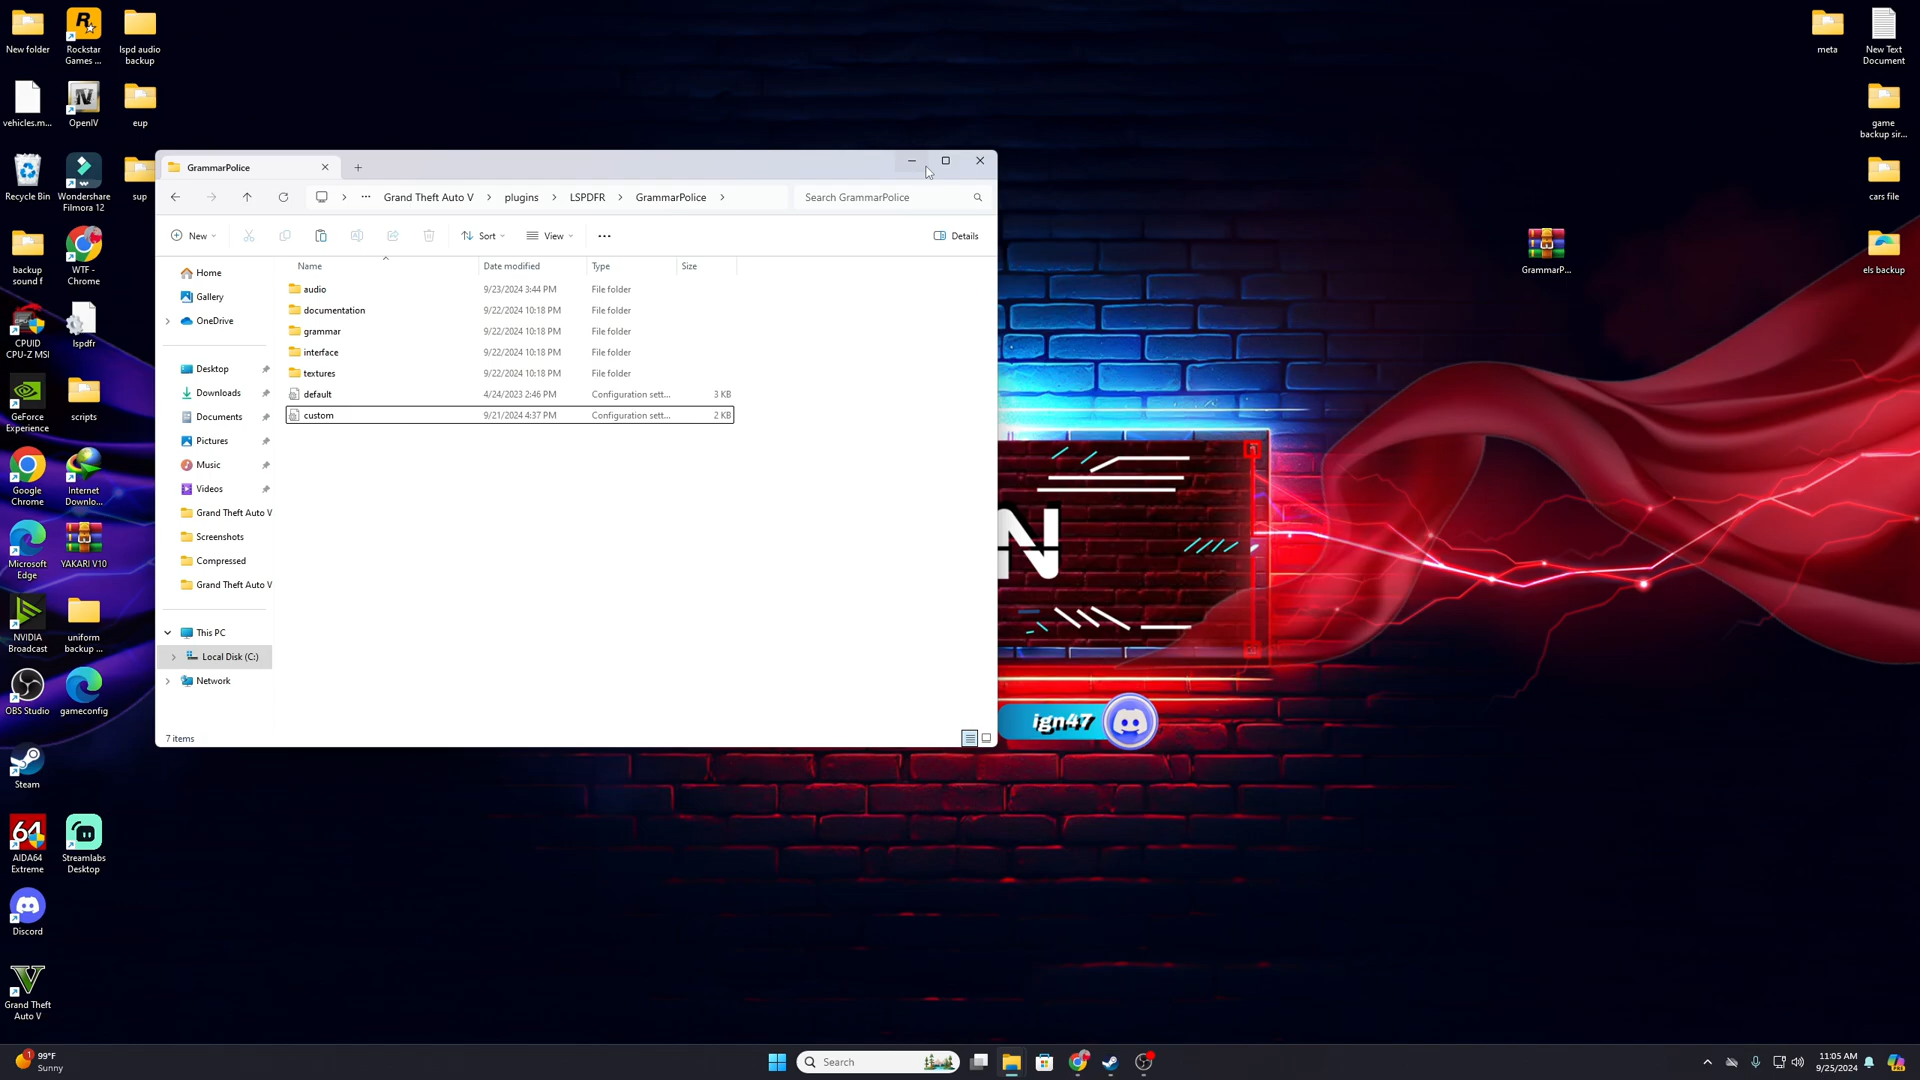 New folder
Rockstar
Games ...
lspd audio
backup
vehicles.m...
OpenIV
eup
Recycle Bin
Wondershare
Filmora 12
sup
backup
sound f
WTF -
Chrome
CPUID
CPU-Z MSI
lspdfr
GeForce
Experience
scripts
Google
Chrome
Internet
Downlo...
Microsoft
Edge
YAKARI V10
NVIDIA
Broadcast
uniform
backup ...
OBS Studio
gameconfig
Steam
64
AIDA64
Extreme
Streamlabs
Desktop
Discord
Grand Theft
Auto V
GrammarPolice
Grand Theft Auto V
plugins
LSPDFR
GrammarPolice
Search GrammarPolice
New
Sort
View
Details
Name
Date modified
Type
Size
audio 9/23/2024 3:44 PM File folder
documentation 9/22/2024 10:18 PM File folder
grammar 9/22/2024 10:18 PM File folder
interface 9/22/2024 10:18 PM File folder
textures 9/22/2024 10:18 PM File folder
default 4/24/2023 2:46 PM Configuration sett... 3 KB
custom 9/21/2024 4:37 PM Configuration sett... 2 KB
Home
Gallery
OneDrive
Desktop
Downloads
Documents
Pictures
Music
Videos
Grand Theft Auto V
Screenshots
Compressed
Grand Theft Auto V
This PC
Local Disk (C:)
Network
7 items
N
ign47
GrammarP...
meta
New Text
Document
game
backup sir...
cars file
els backup
1
99°F
Sunny
Search
11:05 AM
9/25/2024